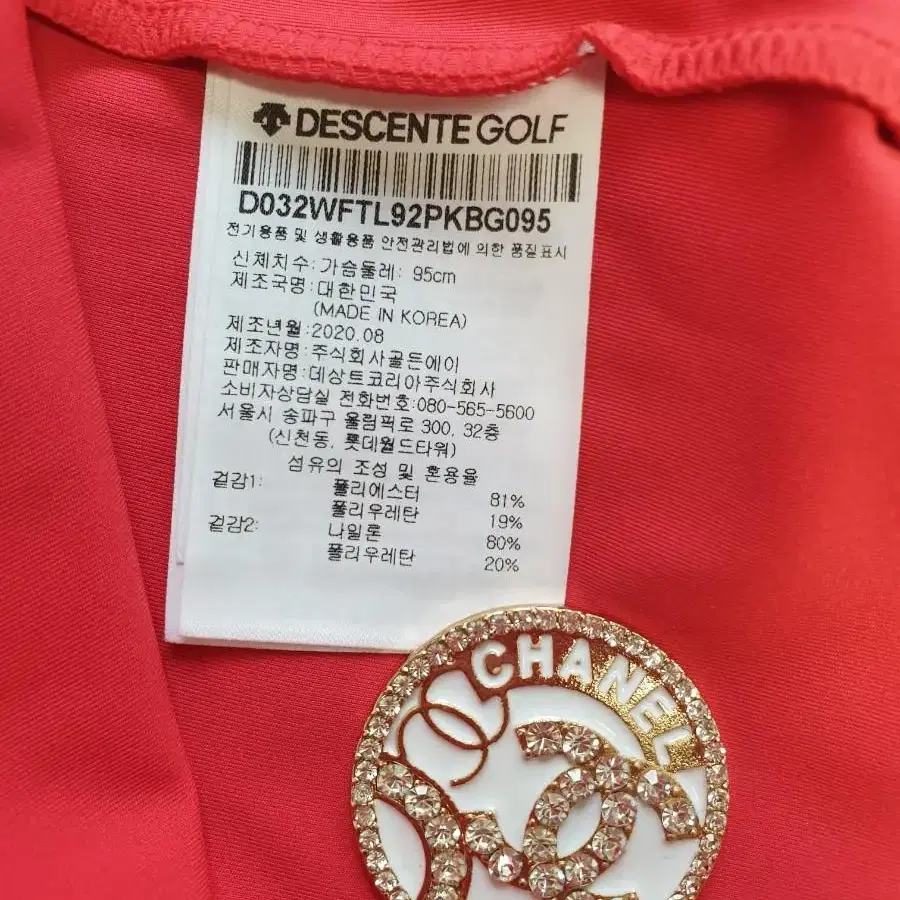 DESCENTE GOLF
D032WFTL92PKBG095
전기용품 및 생활용품 안전관리법에 의한 품질표시
신체치수:가슴둘레: 95cm
제조국명:대한민국
(MADE IN KOREA)
제조년월:2020.08
제조자명:주식회사골든에이
판매자명:데상트코리아주식회사
소비자상담실 전화번호:080-565-5600
서울시 송파구 올림픽로 300, 32층
(신천동, 롯데월드타워)
섬유의 조성 및 혼용율
겉감1: 폴리에스터 81%
폴리우레탄 19%
겉감2: 나일론 80%
폴리우레탄 20%
CHANEL